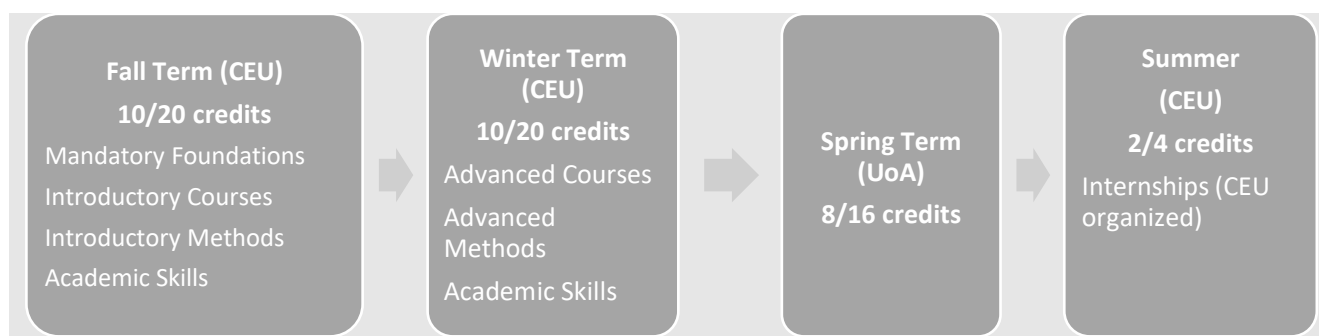 Fall Term (CEU)
10/20 credits
Mandatory Foundations
Introductory Courses
Introductory Methods
Academic Skills
Winter Term
(CEU)
10/20 credits
Advanced Courses
Advanced
Methods
Academic Skills
Spring Term
(UoA)
8/16 credits
Summer
(CEU)
2/4 credits
Internships (CEU
organized)